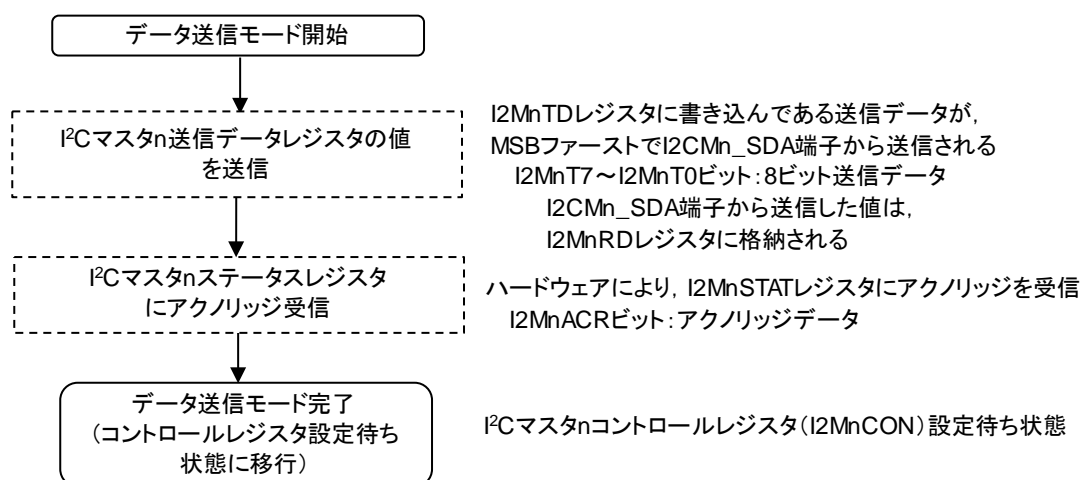 データ送信モード開始
I²Cマスタn送信データレジスタの値
を送信
I2MnTDレジスタに書き込んである送信データが,
MSBファーストでI2CMn_SDA端子から送信される
I2MnT7～I2MnT0ビット：8ビット送信データ
I2CMn_SDA端子から送信した値は,
I2MnRDレジスタに格納される
I²Cマスタnステータスレジスタ
にアクノリッジ受信
ハードウェアにより, I2MnSTATレジスタにアクノリッジを受信
I2MnACRビット：アクノリッジデータ
データ送信モード完了
（コントロールレジスタ設定待ち
状態に移行）
I²Cマスタnコントロールレジスタ（I2MnCON）設定待ち状態